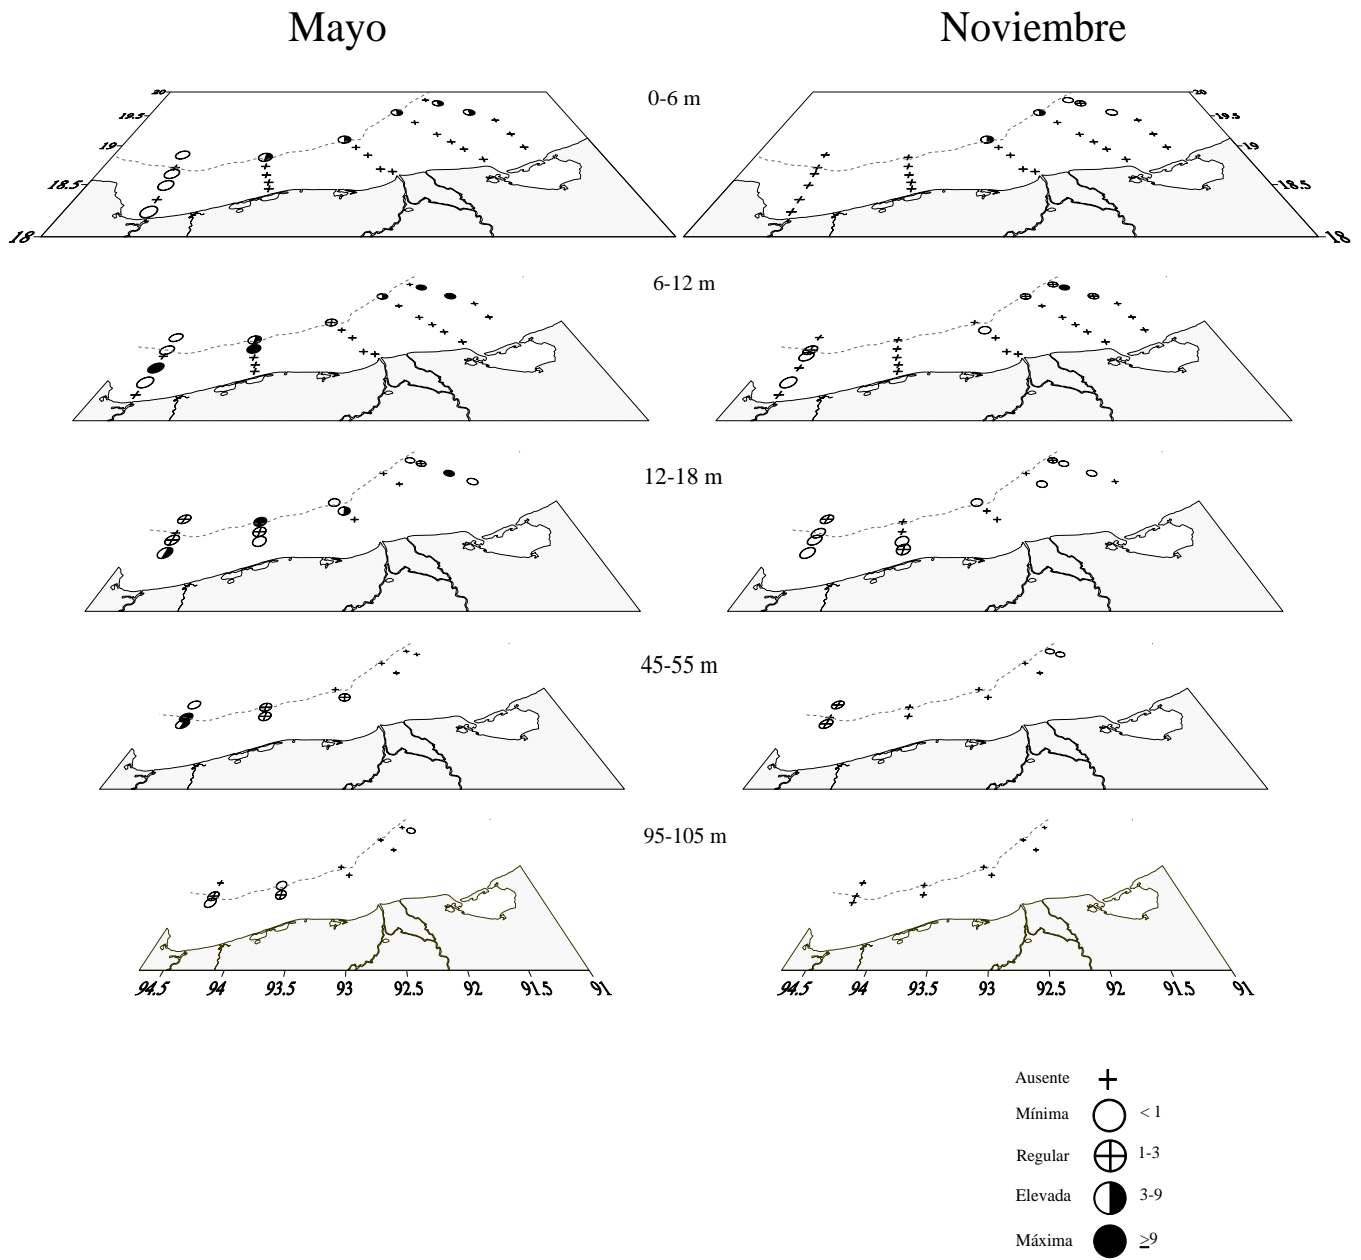 Mayo
Noviembre
0-6 m
20
19.5
19
18.5
18
20
19.5
19
18.5
18
6-12 m
12-18 m
45-55 m
95-105 m
94.5 94 93.5 93 92.5 92 91.5 91
94.5 94 93.5 93 92.5 92 91.5 91
Ausente +
Mínima < 1
Regular 1-3
Elevada 3-9
Máxima ≥9